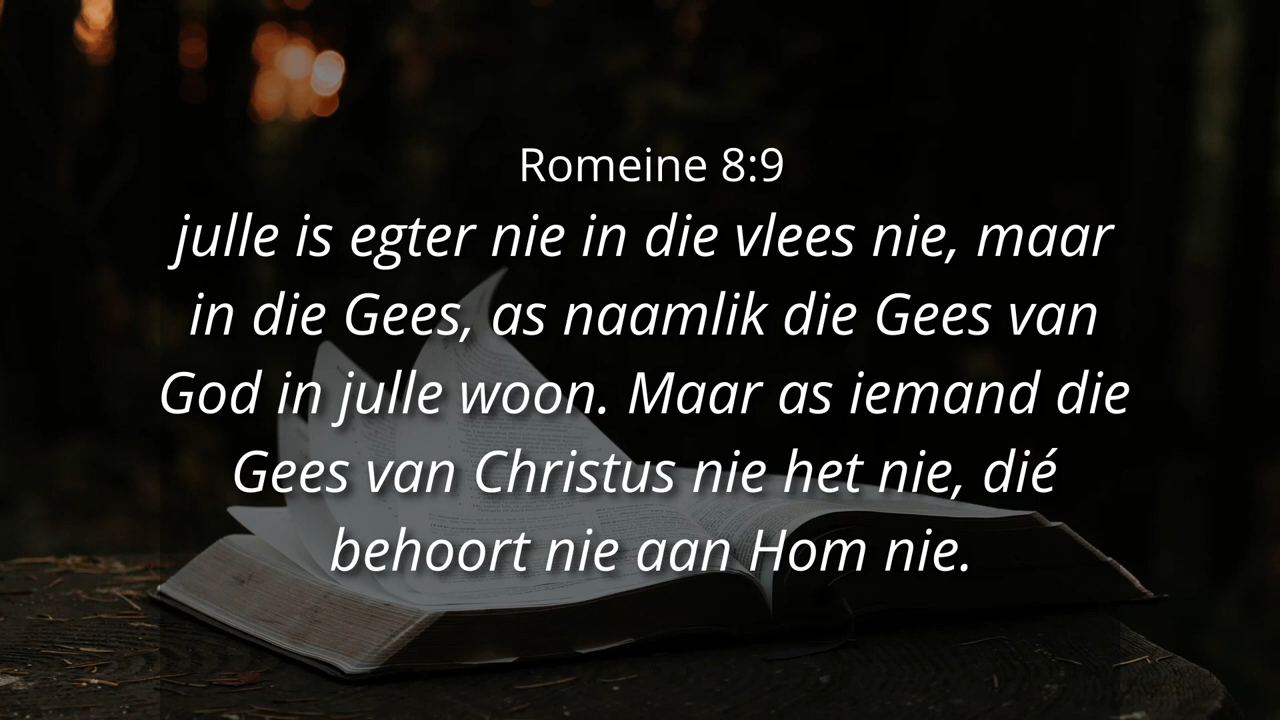 Romeine 8:9
julle is egter nie in die vlees nie, maar
in die Gees, as naamlik die Gees van
God in julle woon. Maar as iemand die
Gees van Christus nie het nie, dié
behoort nie aan Hom nie.